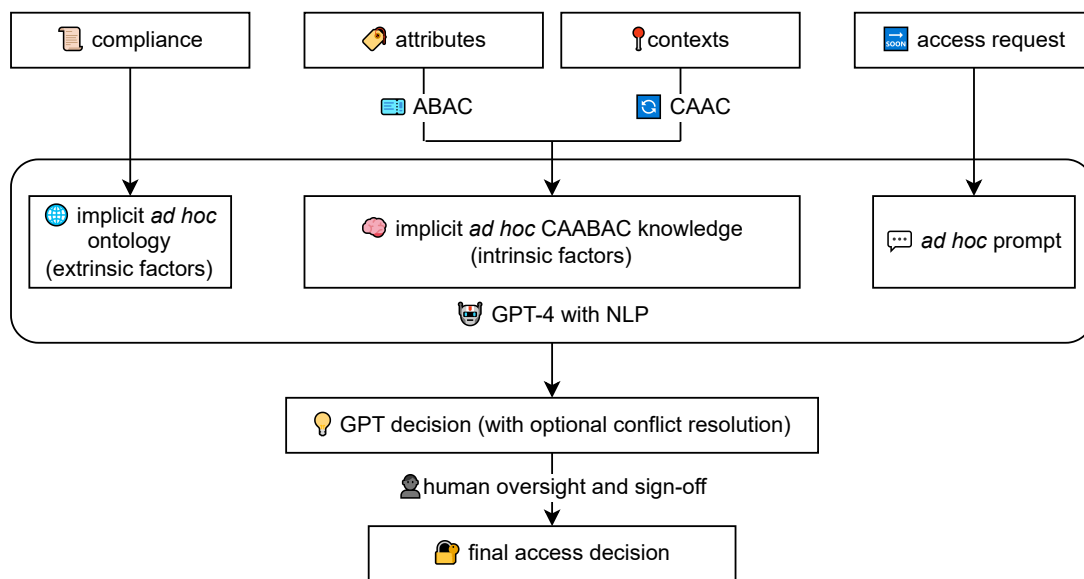 compliance
attributes
contexts
access request
ABAC
CAAC
SOON
implicit ad hoc
ontology
(extrinsic factors)
implicit ad hoc CAABAC knowledge
(intrinsic factors)
ad hoc prompt
GPT-4 with NLP
GPT decision (with optional conflict resolution)
human oversight and sign-off
final access decision